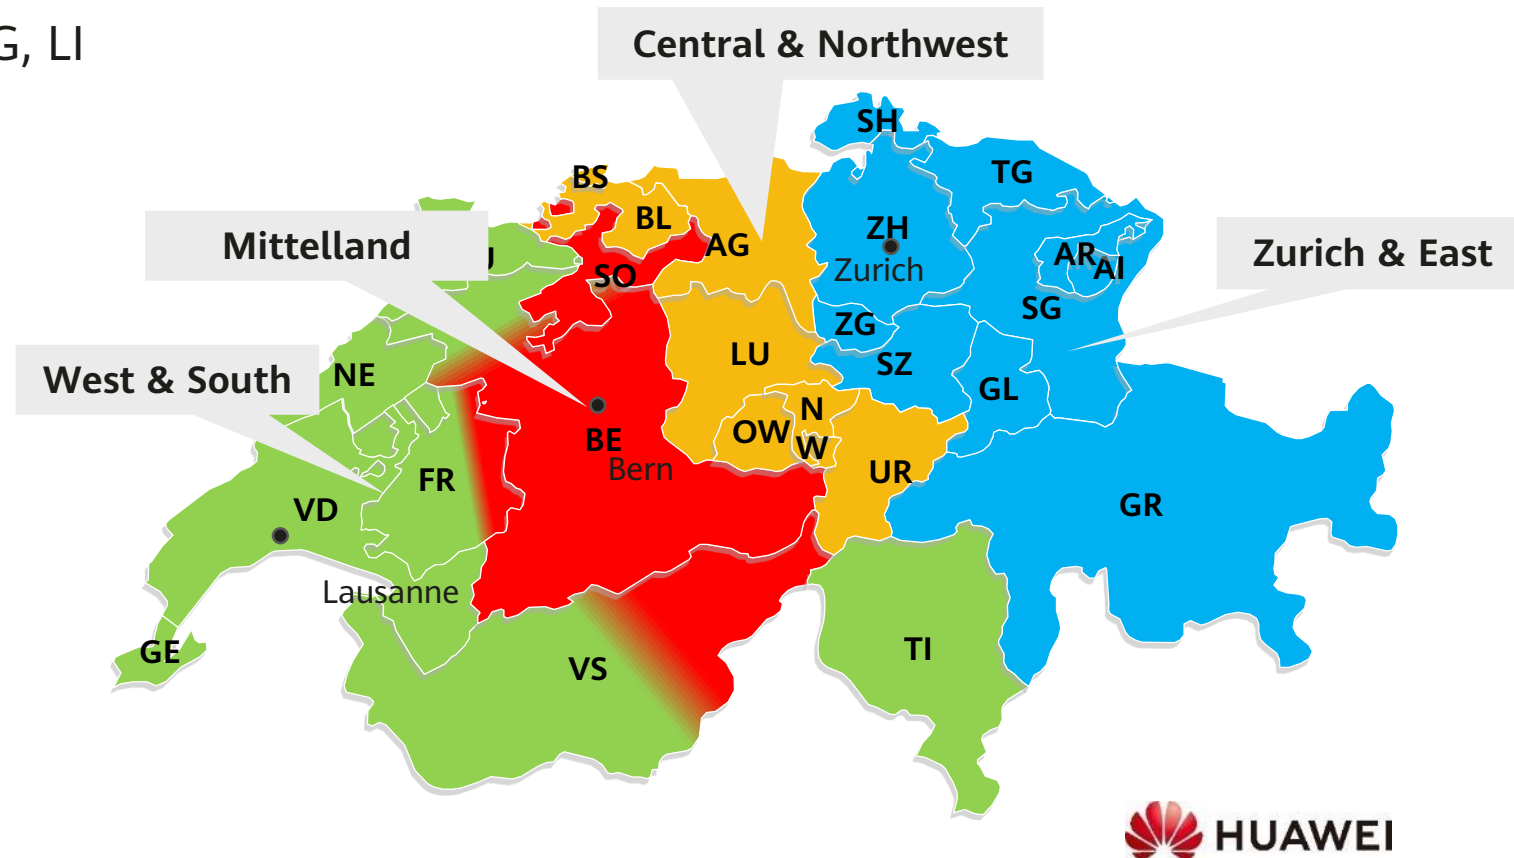 G, LI
Central & Northwest
SH
TG
BS
BL
ZH
Mittelland
AG
Zurich & East
AR
AI
SO
Zurich
SG
ZG
LU
SZ
West & South
NE
GL
N
W
OW
BE
Bern
UR
FR
VD
GR
Lausanne
GE
TI
VS
HUAWEI